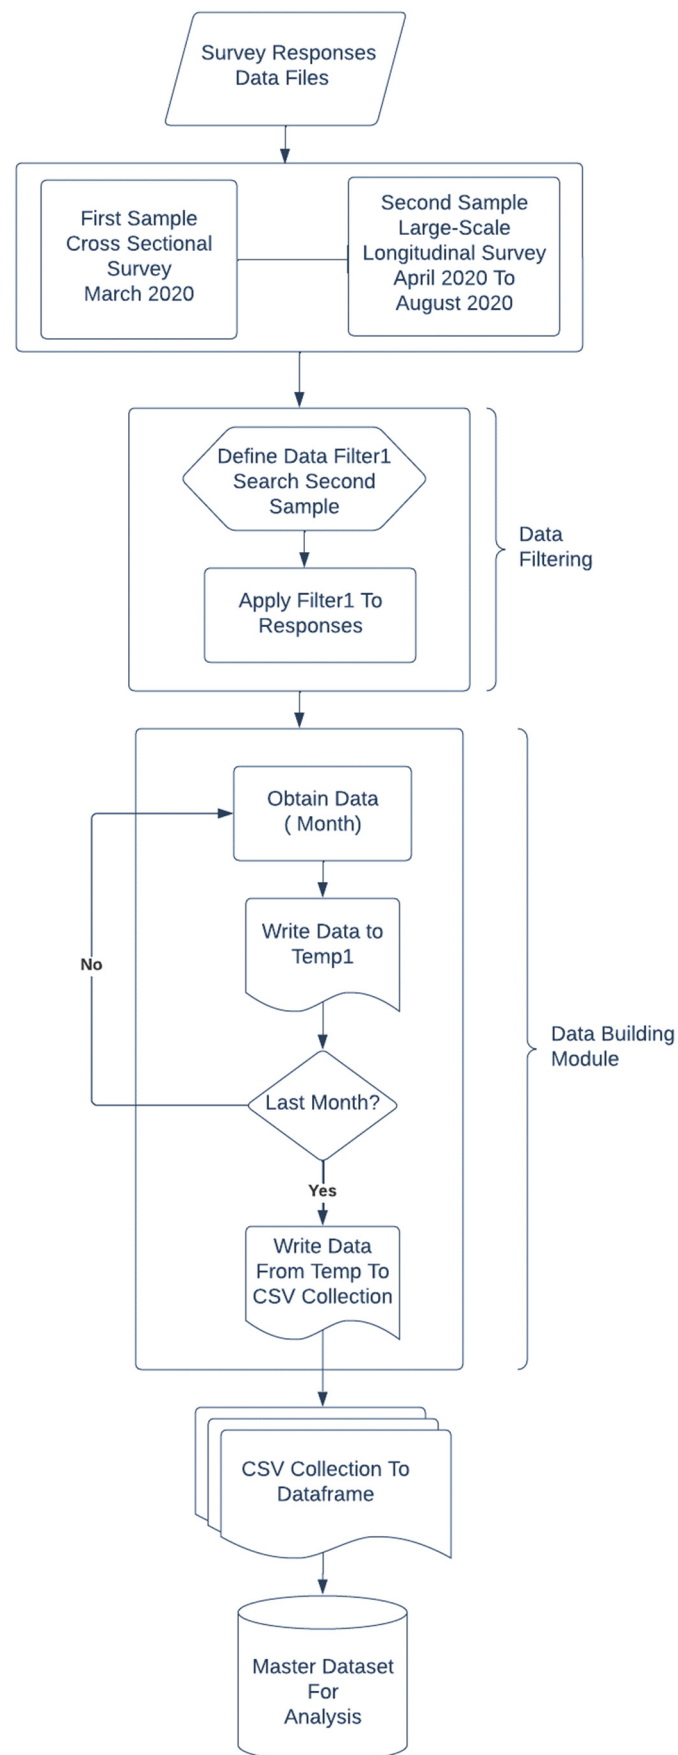 Survey Responses
Data Files
First Sample
Cross Sectional
Survey
March 2020
Second Sample
Large-Scale
Longitudinal Survey
April 2020 To
August 2020
Define Data Filter1
Search Second
Sample
Apply Filter1 To
Responses
Data
Filtering
Obtain Data
( Month)
Write Data to
Temp1
No
Last Month?
Yes
Write Data
From Temp To
CSV Collection
Data Building
Module
CSV Collection To
Dataframe
Master Dataset
For
Analysis